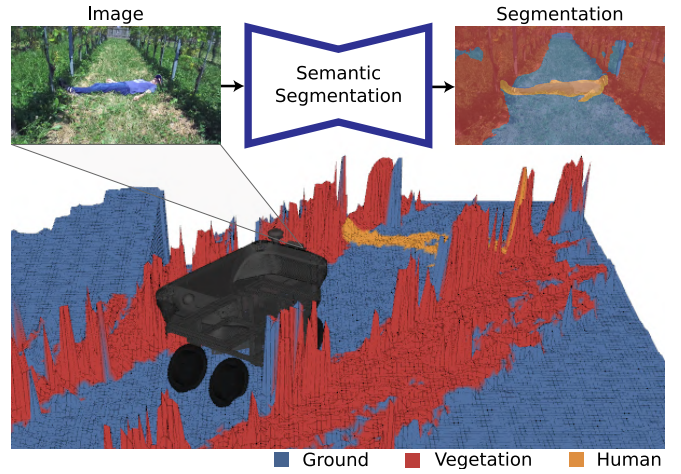 Image
Segmentation
Semantic
Segmentation
Ground
Vegetation
Human